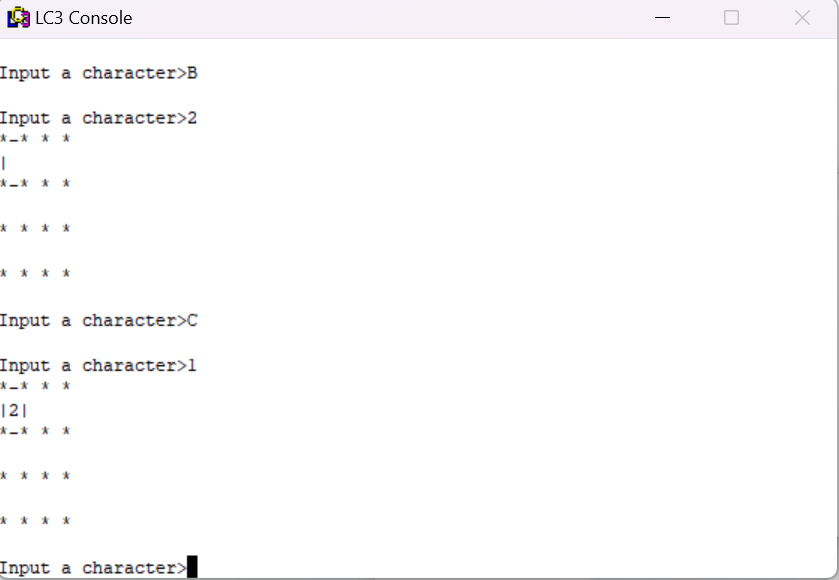 LC3 Console
Input a character>B
Input a character>2
*-* * *
|
*-* * *
* * * *
* * * *
Input a character>C
Input a character>1
*-* * *
|2|
*-* * *
* * * *
* * * *
Input a character>